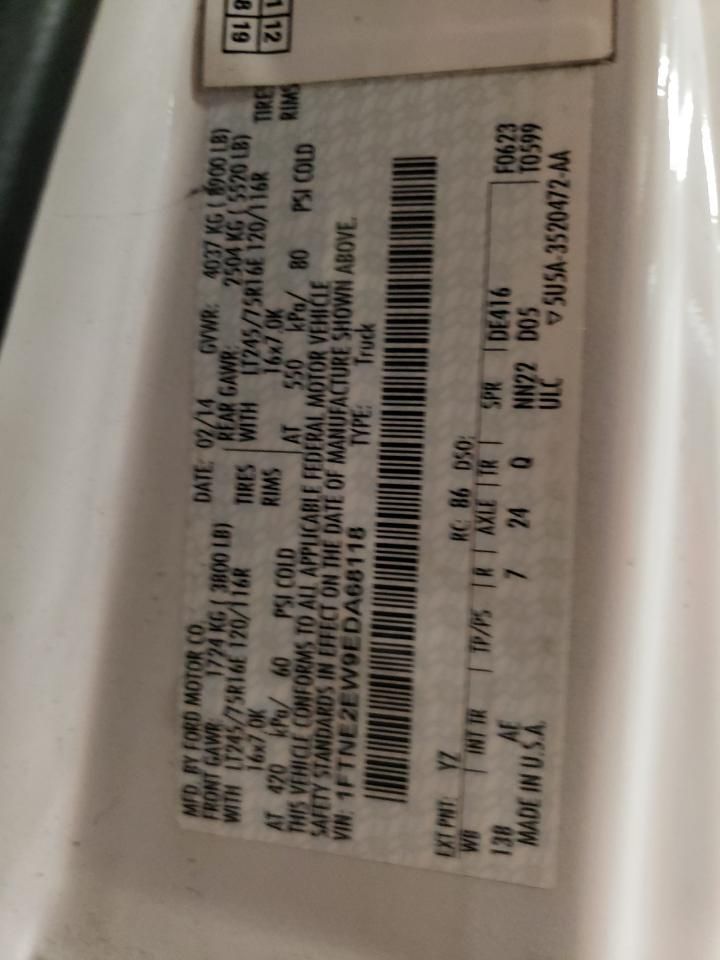 1 12
8 19
MFD. BY FORD MOTOR CO.
DATE: 02/14 GVWR: 4037 KG ( 8900 LB)
FRONT GAWR: 1724 KG ( 3800 LB)
REAR GAWR: 2504 KG ( 5520 LB)
WITH LT245/75R16E 120/116R TIRES
WITH LT245/75R16E 120/116R TIRES
16x7.0K RIMS
16x7.0K RIMS
AT 420 kPa/ 60 PSI COLD
AT 550 kPa/ 80 PSI COLD
THIS VEHICLE CONFORMS TO ALL APPLICABLE FEDERAL MOTOR VEHICLE
SAFETY STANDARDS IN EFFECT ON THE DATE OF MANUFACTURE SHOWN ABOVE.
VIN: 1FTNE2EW9EDA68118 TYPE: Truck
EXT PNT: YZ RC: 86 DSO: F0623
WB INT TR TP/PS R AXLE TR SPR DE416 T0599
138 AE 7 24 Q NN22 D05
MADE IN U.S.A. ULC ▽5U5A-3520472-AA